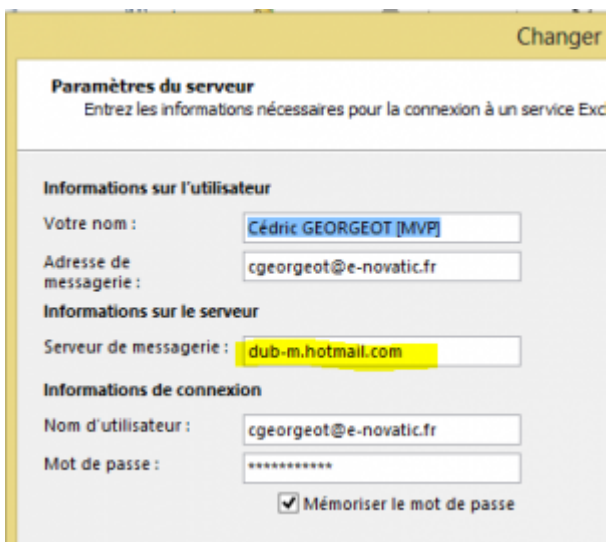 Changer
Paramètres du serveur
Entrez les informations nécessaires pour la connexion à un service Exc
Informations sur l'utilisateur
Votre nom :
Cédric GEORGEOT [MVP]
Adresse de
messagerie :
cgeorgeot@e-novatic.fr
Informations sur le serveur
Serveur de messagerie :
dub-m.hotmail.com
Informations de connexion
Nom d'utilisateur :
cgeorgeot@e-novatic.fr
Mot de passe :
***********
Mémoriser le mot de passe